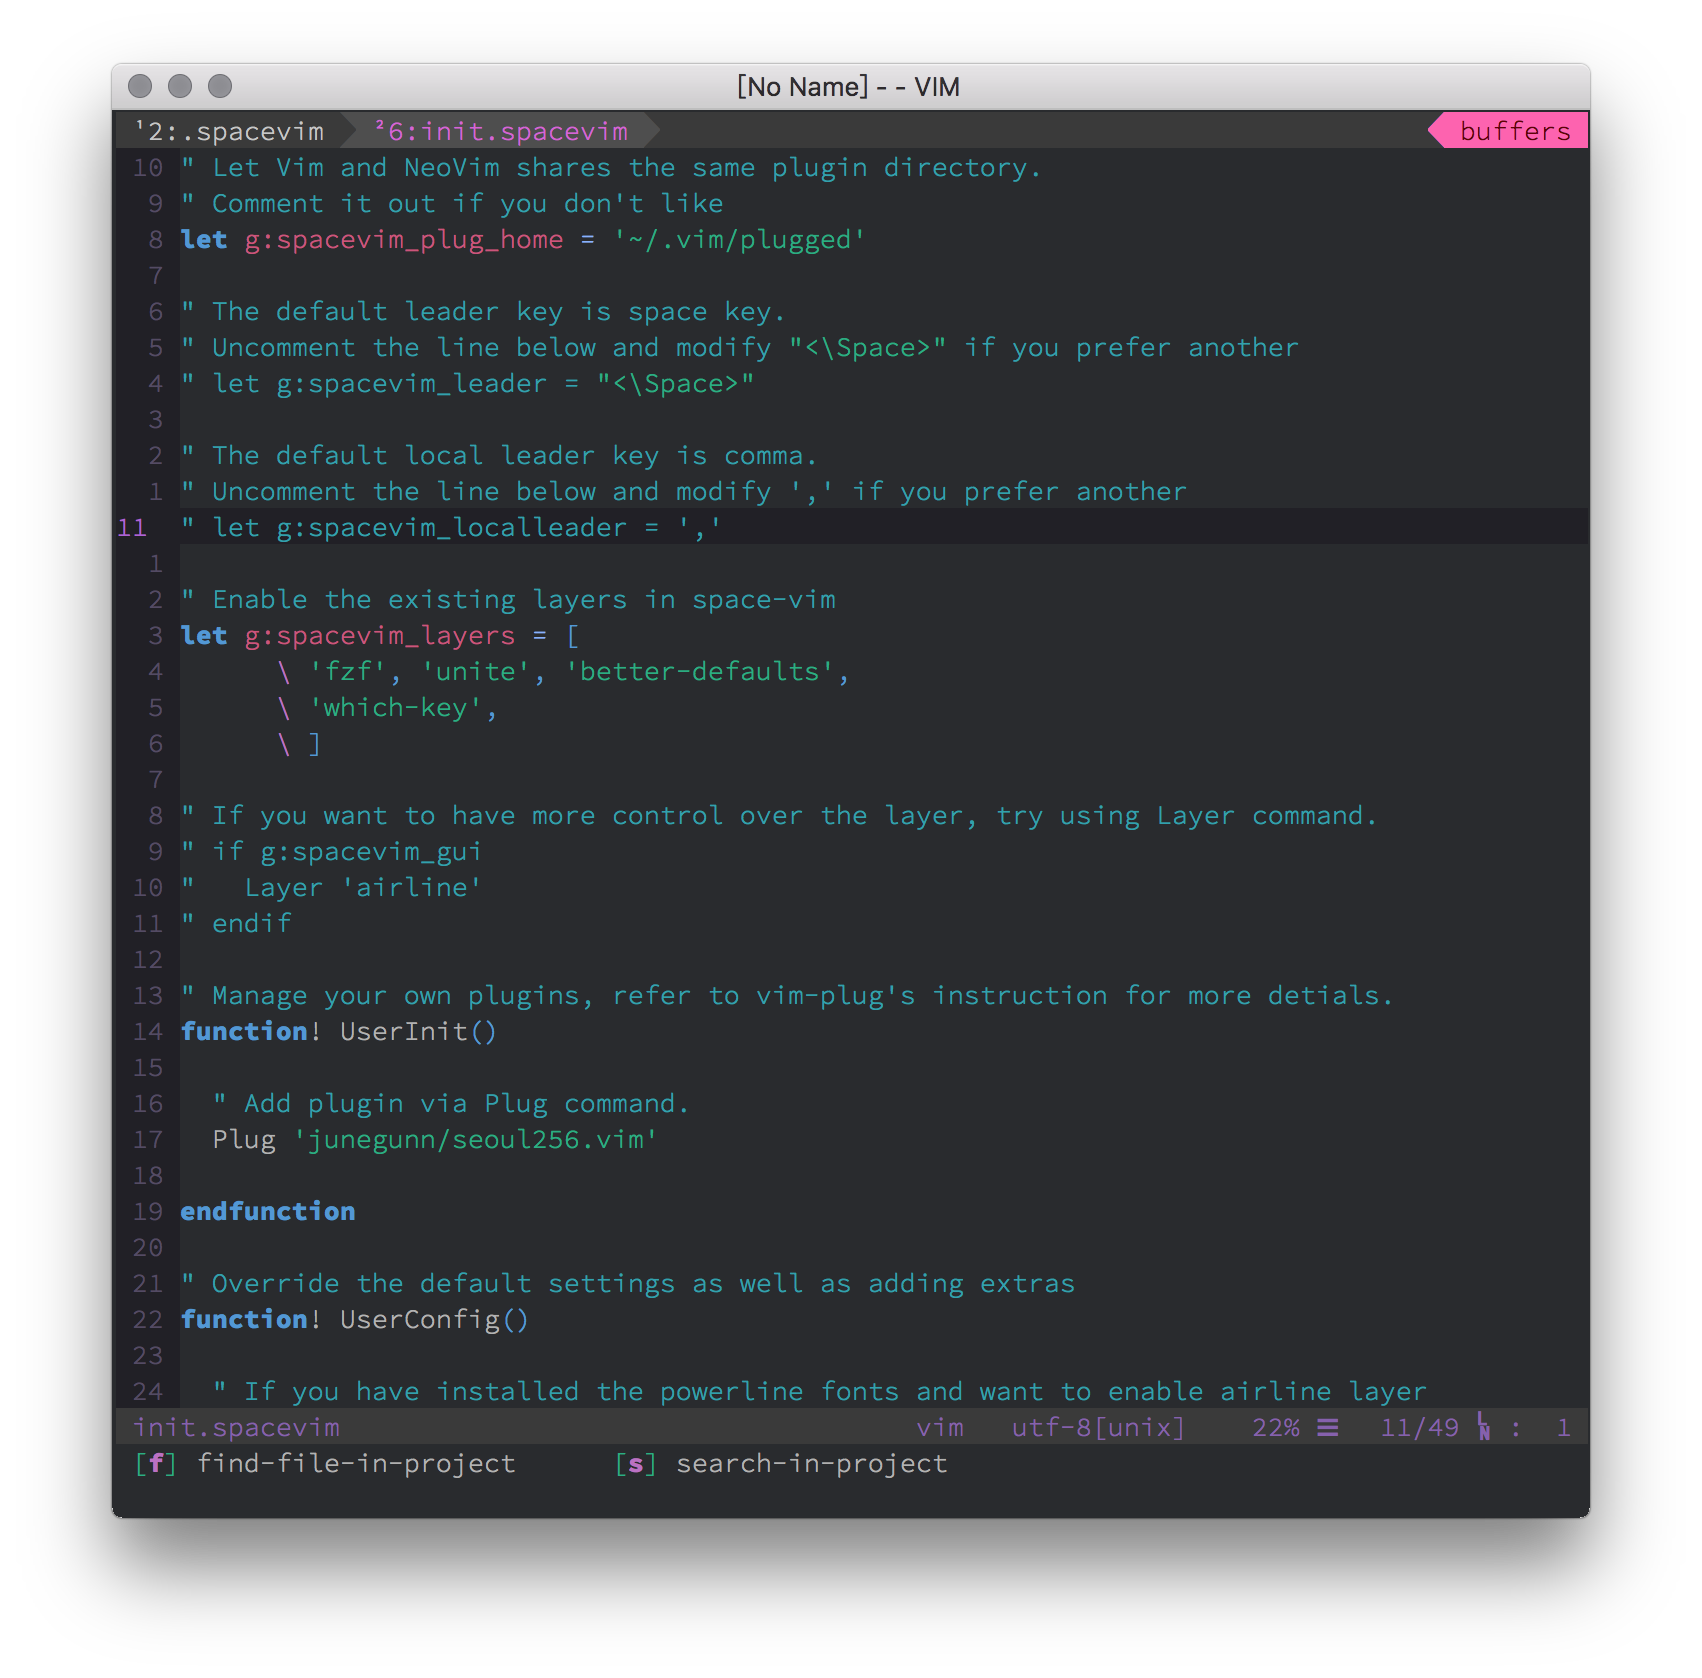 [No Name] - - VIM
¹2:.spacevim ²6:init.spacevim buffers
10 " Let Vim and NeoVim shares the same plugin directory.
9 " Comment it out if you don't like
8 let g:spacevim_plug_home = '~/.vim/plugged'
7
6 " The default leader key is space key.
5 " Uncomment the line below and modify "<\Space>" if you prefer another
4 " let g:spacevim_leader = "<\Space>"
3
2 " The default local leader key is comma.
1 " Uncomment the line below and modify ',' if you prefer another
11 " let g:spacevim_localleader = ','
1
2 " Enable the existing layers in space-vim
3 let g:spacevim_layers = [
4 \ 'fzf', 'unite', 'better-defaults',
5 \ 'which-key',
6 \ ]
7
8 " If you want to have more control over the layer, try using Layer command.
9 " if g:spacevim_gui
10 "   Layer 'airline'
11 " endif
12
13 " Manage your own plugins, refer to vim-plug's instruction for more detials.
14 function! UserInit()
15
16 " Add plugin via Plug command.
17 Plug 'junegunn/seoul256.vim'
18
19 endfunction
20
21 " Override the default settings as well as adding extras
22 function! UserConfig()
23
24 " If you have installed the powerline fonts and want to enable airline layer
init.spacevim vim utf-8[unix] 22% ☰ 11/49 LN : 1
[f] find-file-in-project [s] search-in-project